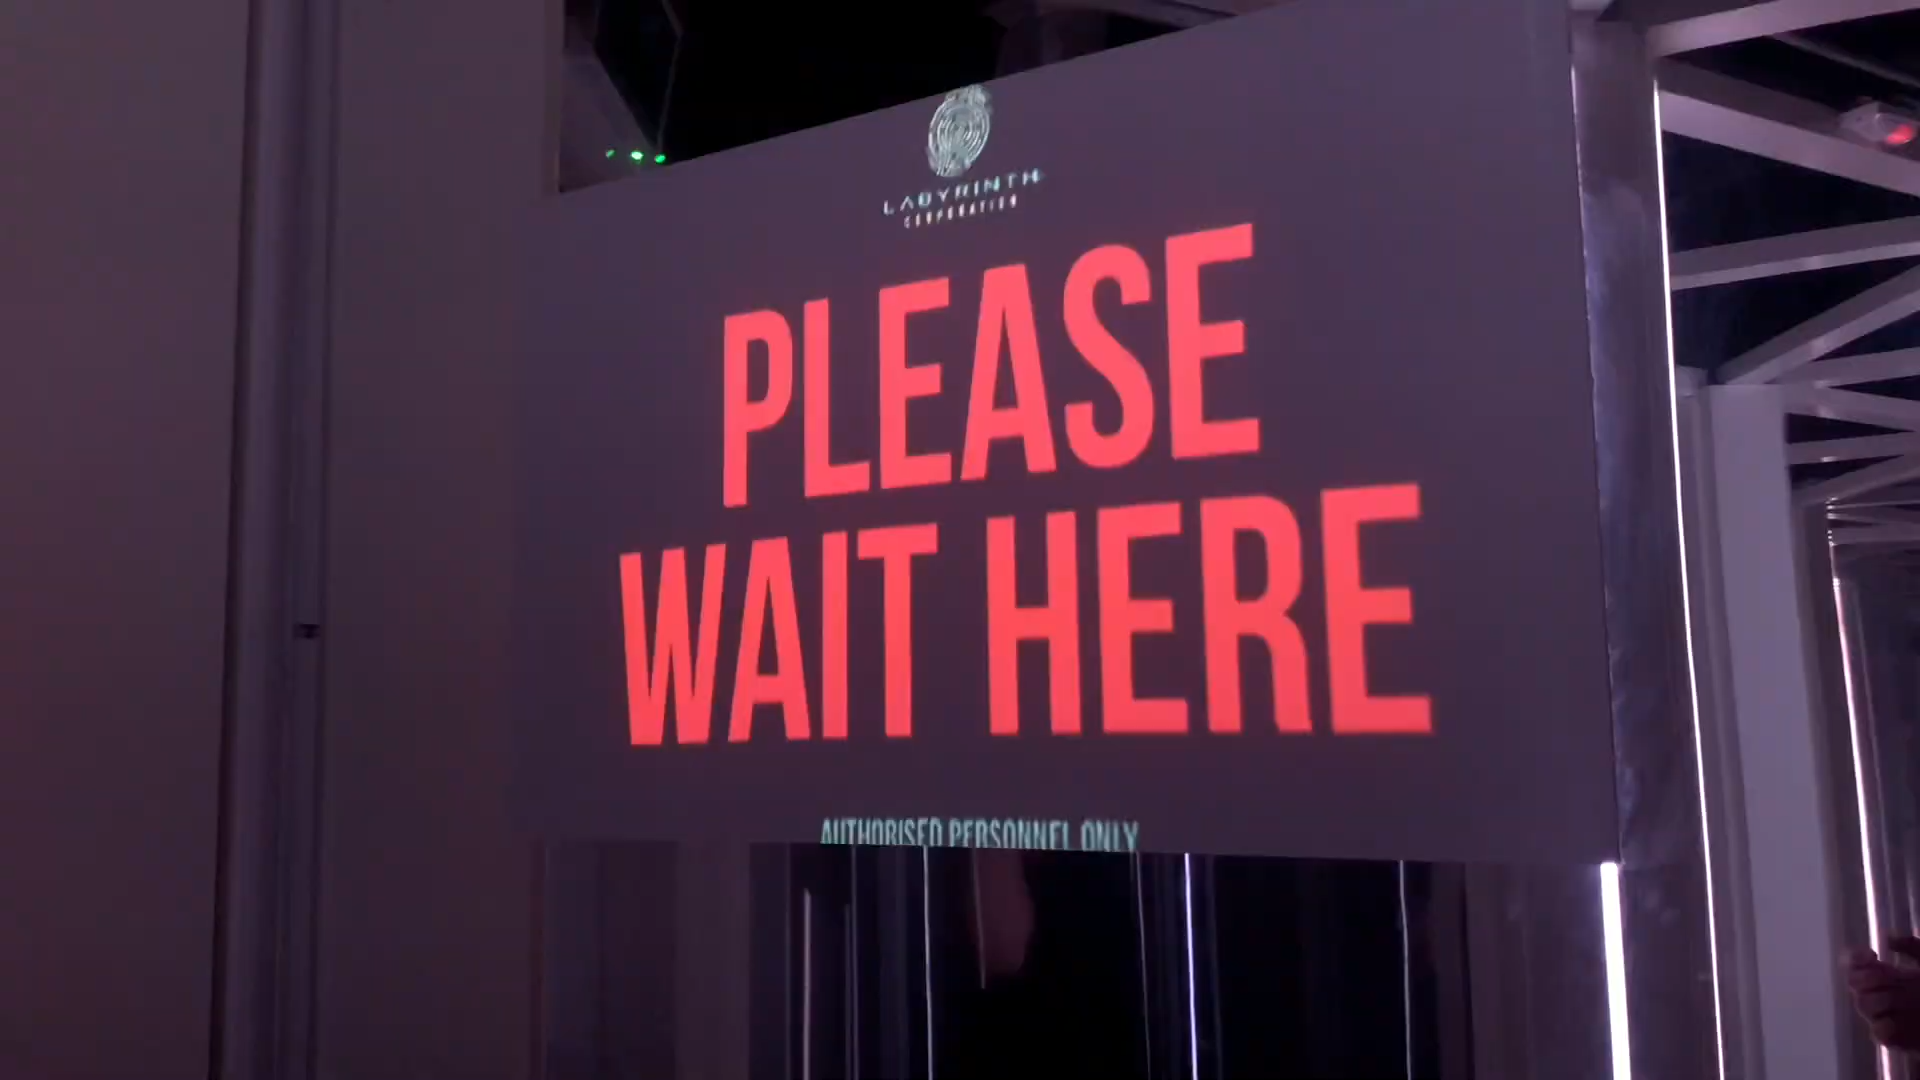 LABYRINTH
CORPORATION
PLEASE
WAIT HERE
AUTHORISED PERSONNEL ONLY